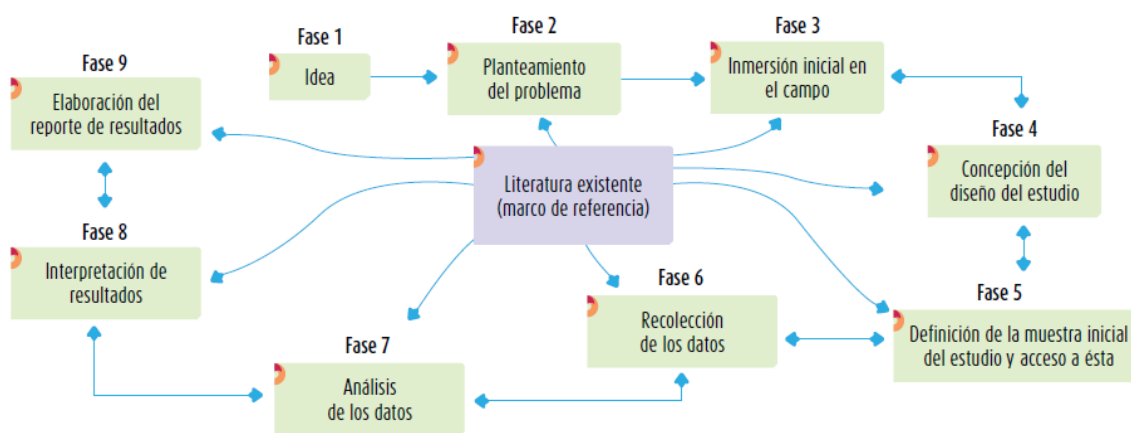 Fase 1
Idea
Fase 2
Planteamiento
del problema
Fase 3
Inmersión inicial en
el campo
Fase 4
Concepción del
diseño del estudio
Fase 5
Definición de la muestra inicial
del estudio y acceso a ésta
Fase 6
Recolección
de los datos
Fase 7
Análisis
de los datos
Fase 8
Interpretación de
resultados
Fase 9
Elaboración del
reporte de resultados
Literatura existente
(marco de referencia)